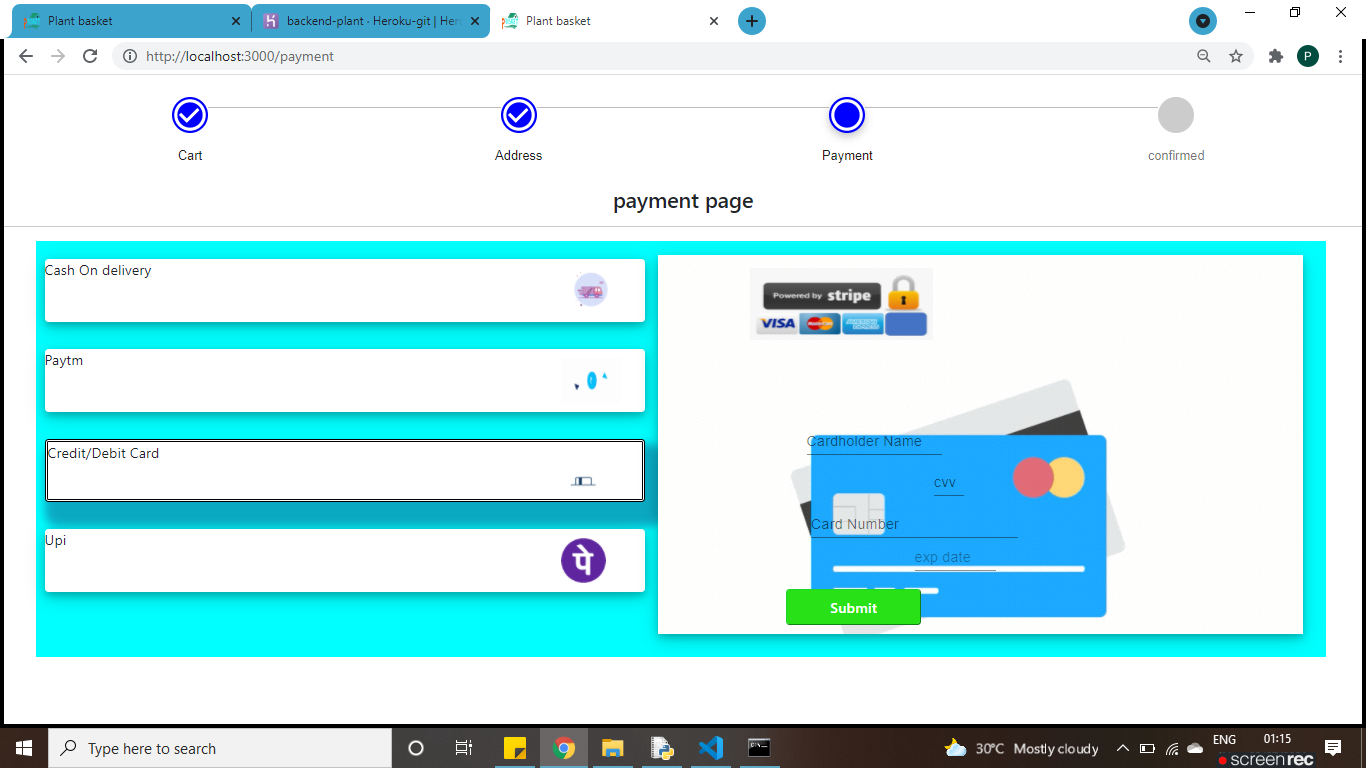 Plant basket
backend-plant · Heroku-git | Her
Plant basket
http://localhost:3000/payment
P
Cart
Address
Payment
confirmed
payment page
Cash On delivery
Paytm
Credit/Debit Card
Upi
पे
Powered by stripe
VISA
Cardholder Name
cvv
Card Number
exp date
Submit
Type here to search
30°C Mostly cloudy
ENG
01:15
screenrec